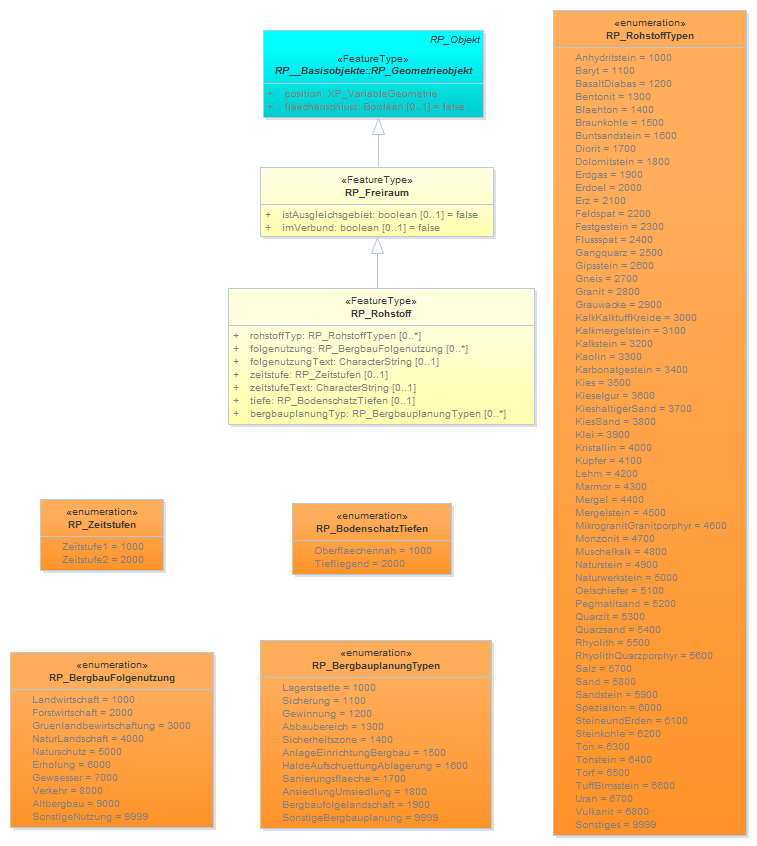 RP_Objekt
«FeatureType»
RP__Basisobjekte::RP_Geometrieobjekt
+ position: XP_VariableGeometrie
+ flaechenschluss: Boolean [0..1] = false
«FeatureType»
RP_Freiraum
+ istAusgleichsgebiet: boolean [0..1] = false
+ imVerbund: boolean [0..1] = false
«FeatureType»
RP_Rohstoff
+ rohstoffTyp: RP_RohstoffTypen [0..*]
+ folgenutzung: RP_BergbauFolgenutzung [0..*]
+ folgenutzungText: CharacterString [0..1]
+ zeitstufe: RP_Zeitstufen [0..1]
+ zeitstufeText: CharacterString [0..1]
+ tiefe: RP_BodenschatzTiefen [0..1]
+ bergbauplanungTyp: RP_BergbauplanungTypen [0..*]
«enumeration»
RP_Zeitstufen
Zeitstufe1 = 1000
Zeitstufe2 = 2000
«enumeration»
RP_BodenschatzTiefen
Oberflaechennah = 1000
Tiefliegend = 2000
«enumeration»
RP_BergbauFolgenutzung
Landwirtschaft = 1000
Forstwirtschaft = 2000
Gruenlandbewirtschaftung = 3000
NaturLandschaft = 4000
Naturschutz = 5000
Erholung = 6000
Gewaesser = 7000
Verkehr = 8000
Altbergbau = 9000
SonstigeNutzung = 9999
«enumeration»
RP_BergbauplanungTypen
Lagerstaette = 1000
Sicherung = 1100
Gewinnung = 1200
Abbaubereich = 1300
Sicherheitszone = 1400
AnlageEinrichtungBergbau = 1500
HaldeAufschuettungAblagerung = 1600
Sanierungsflaeche = 1700
AnsiedlungUmsiedlung = 1800
Bergbaufolgelandschaft = 1900
SonstigeBergbauplanung = 9999
«enumeration»
RP_RohstoffTypen
Anhydritstein = 1000
Baryt = 1100
BasaltDiabas = 1200
Bentonit = 1300
Blaehton = 1400
Braunkohle = 1500
Buntsandstein = 1600
Diorit = 1700
Dolomitstein = 1800
Erdgas = 1900
Erdoel = 2000
Erz = 2100
Feldspat = 2200
Festgestein = 2300
Flussspat = 2400
Gangquarz = 2500
Gipsstein = 2600
Gneis = 2700
Granit = 2800
Grauwacke = 2900
KalkKalktuffKreide = 3000
Kalkmergelstein = 3100
Kalkstein = 3200
Kaolin = 3300
Karbonatgestein = 3400
Kies = 3500
Kieselgur = 3600
KieshaltigerSand = 3700
KiesSand = 3800
Klei = 3900
Kristallin = 4000
Kupfer = 4100
Lehm = 4200
Marmor = 4300
Mergel = 4400
Mergelstein = 4500
MikrogranitGranitporphyr = 4600
Monzonit = 4700
Muschelkalk = 4800
Naturstein = 4900
Naturwerkstein = 5000
Oelschiefer = 5100
Pegmatitsand = 5200
Quarzit = 5300
Quarzsand = 5400
Rhyolith = 5500
RhyolithQuarzporphyr = 5600
Salz = 5700
Sand = 5800
Sandstein = 5900
Spezialton = 6000
SteineundErden = 6100
Steinkohle = 6200
Ton = 6300
Tonstein = 6400
Torf = 6500
TuffBimsstein = 6600
Uran = 6700
Vulkanit = 6800
Sonstiges = 9999